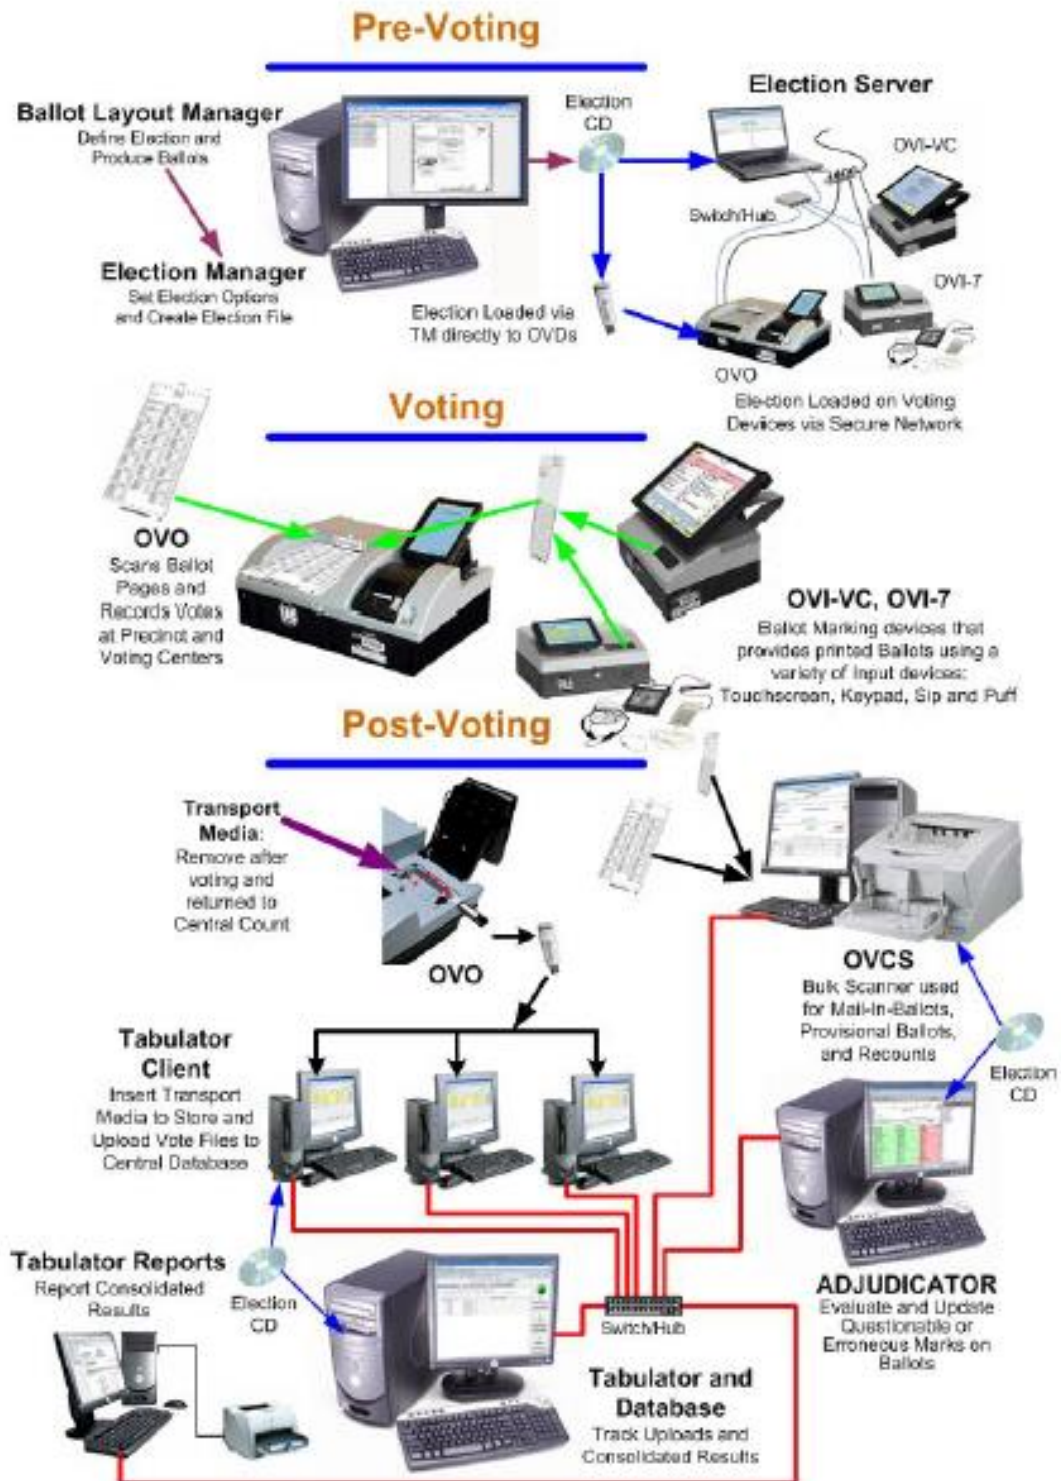 Pre-Voting
Ballot Layout Manager
Define Election and
Produce Ballots
Election
CD
Election Server
OVI-VC
Switch/Hub
OVI-7
Election Manager
Set Election Options
and Create Election File
Election Loaded via
TM directly to OVDs
OVO
Election Loaded on Voting
Devices via Secure Network
Voting
OVO
Scans Ballot
Pages and
Records Votes
at Precinct and
Voting Centers
OVI-VC, OVI-7
Ballot Marking devices that
provides printed Ballots using a
variety of Input devices:
Touchscreen, Keypad, Sip and Puff
Post-Voting
Transport
Media:
Remove after
voting and
returned to
Central Count
OVO
OVCS
Bulk Scanner used
for Mail-In-Ballots,
Provisional Ballots,
and Recounts
Election
CD
Tabulator
Client
Insert Transport
Media to Store and
Upload Vote Files to
Central Database
Tabulator Reports
Report Consolidated
Results
Election
CD
Switch/Hub
ADJUDICATOR
Evaluate and Update
Questionable or
Erroneous Marks on
Ballots
Tabulator and
Database
Track Uploads and
Consolidated Results